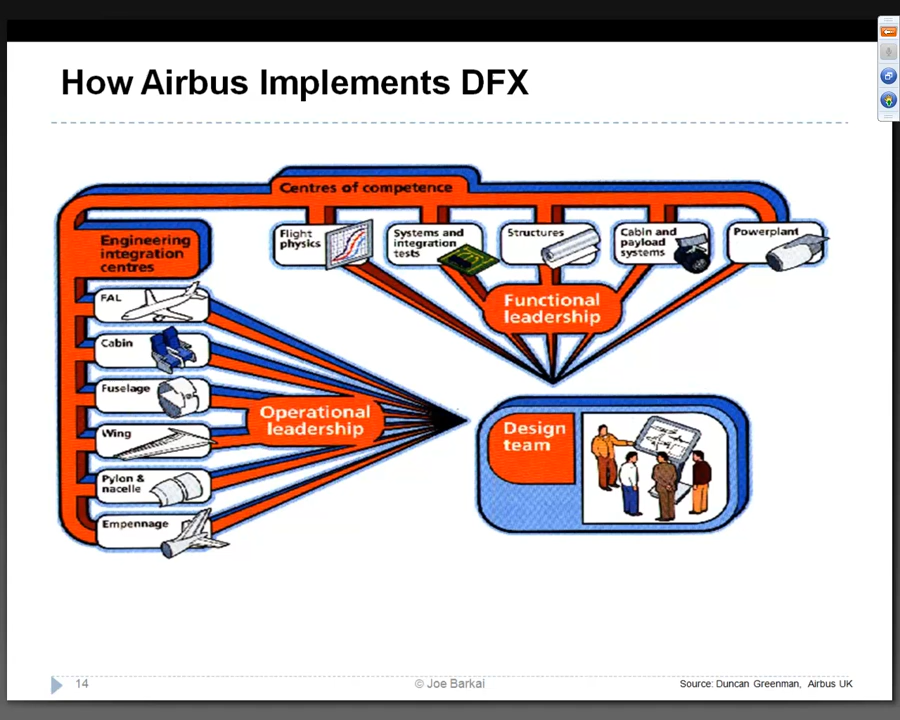 How Airbus Implements DFX
Centres of competence
Engineering
integration
centres
Flight
physics
Systems and
integration
tests
Structures
Cabin and
payload
systems
Powerplant
FAL
Functional
leadership
Cabin
Fuselage
Operational
leadership
Wing
Design
team
Pylon &
nacelle
Empennage
14
© Joe Barkai
Source: Duncan Greenman, Airbus UK